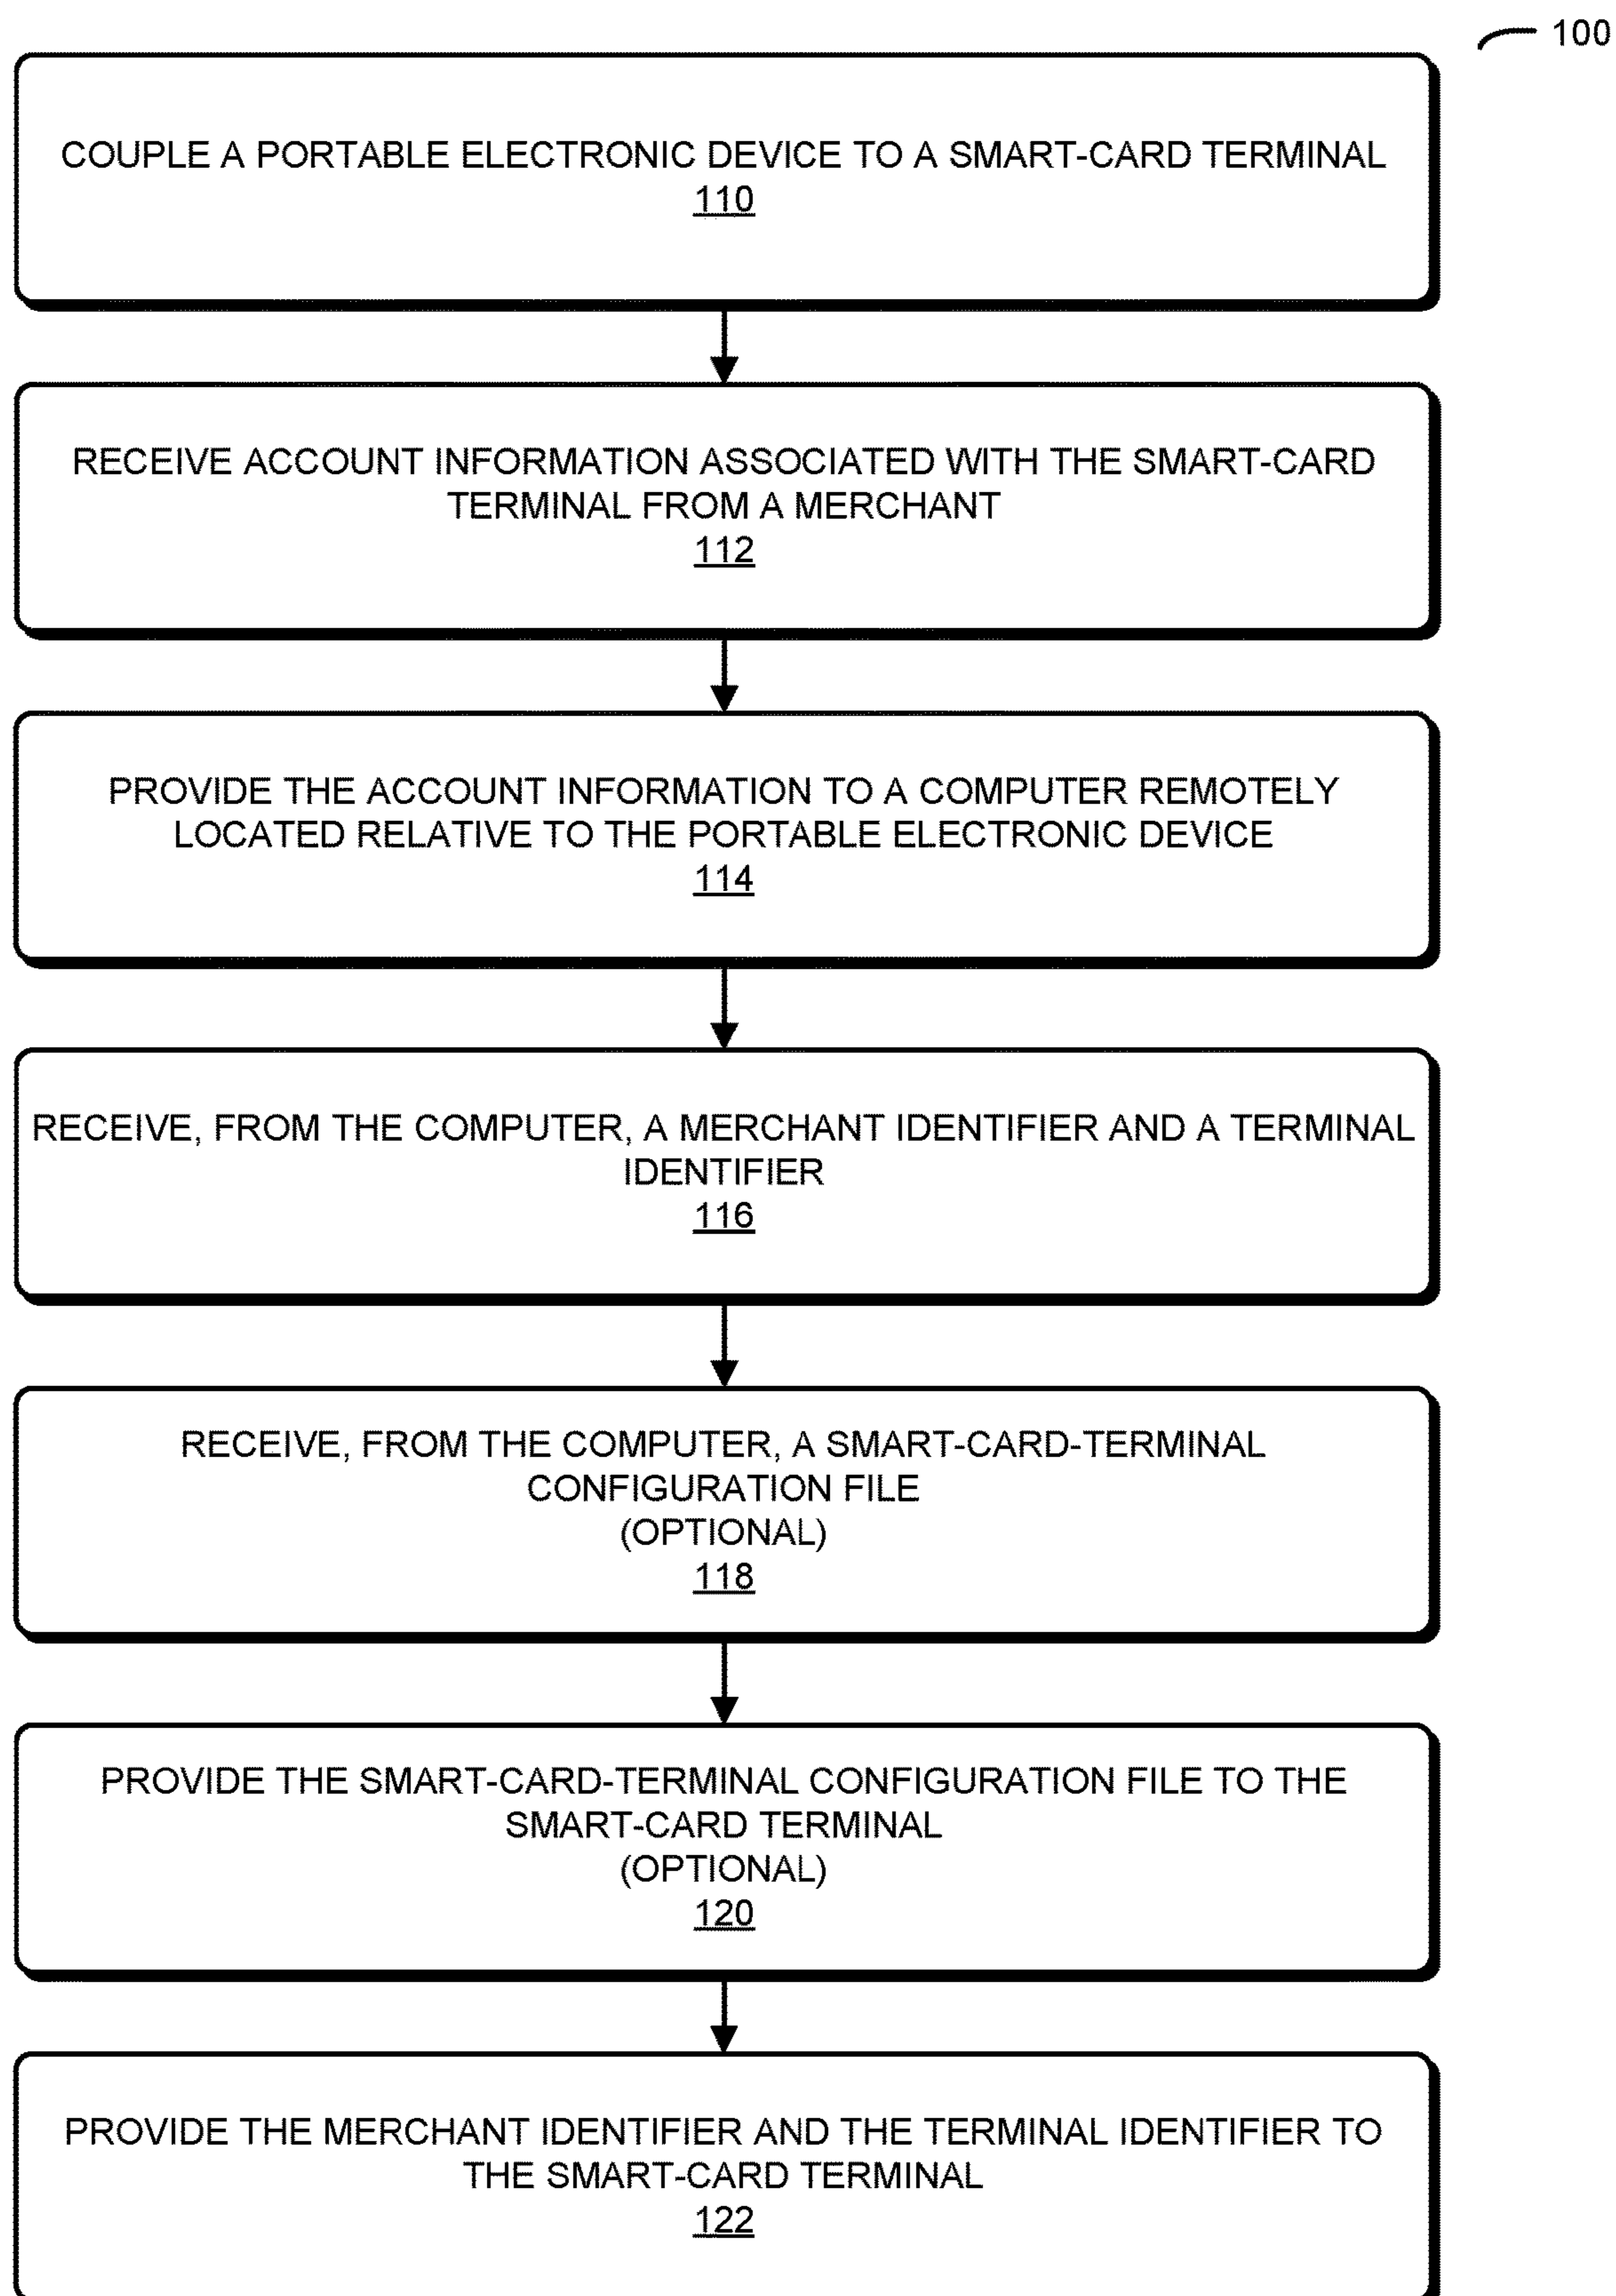 100
COUPLE A PORTABLE ELECTRONIC DEVICE TO A SMART-CARD TERMINAL
110
RECEIVE ACCOUNT INFORMATION ASSOCIATED WITH THE SMART-CARD
TERMINAL FROM A MERCHANT
112
PROVIDE THE ACCOUNT INFORMATION TO A COMPUTER REMOTELY
LOCATED RELATIVE TO THE PORTABLE ELECTRONIC DEVICE
114
RECEIVE, FROM THE COMPUTER, A MERCHANT IDENTIFIER AND A TERMINAL
IDENTIFIER
116
RECEIVE, FROM THE COMPUTER, A SMART-CARD-TERMINAL
CONFIGURATION FILE
(OPTIONAL)
118
PROVIDE THE SMART-CARD-TERMINAL CONFIGURATION FILE TO THE
SMART-CARD TERMINAL
(OPTIONAL)
120
PROVIDE THE MERCHANT IDENTIFIER AND THE TERMINAL IDENTIFIER TO
THE SMART-CARD TERMINAL
122